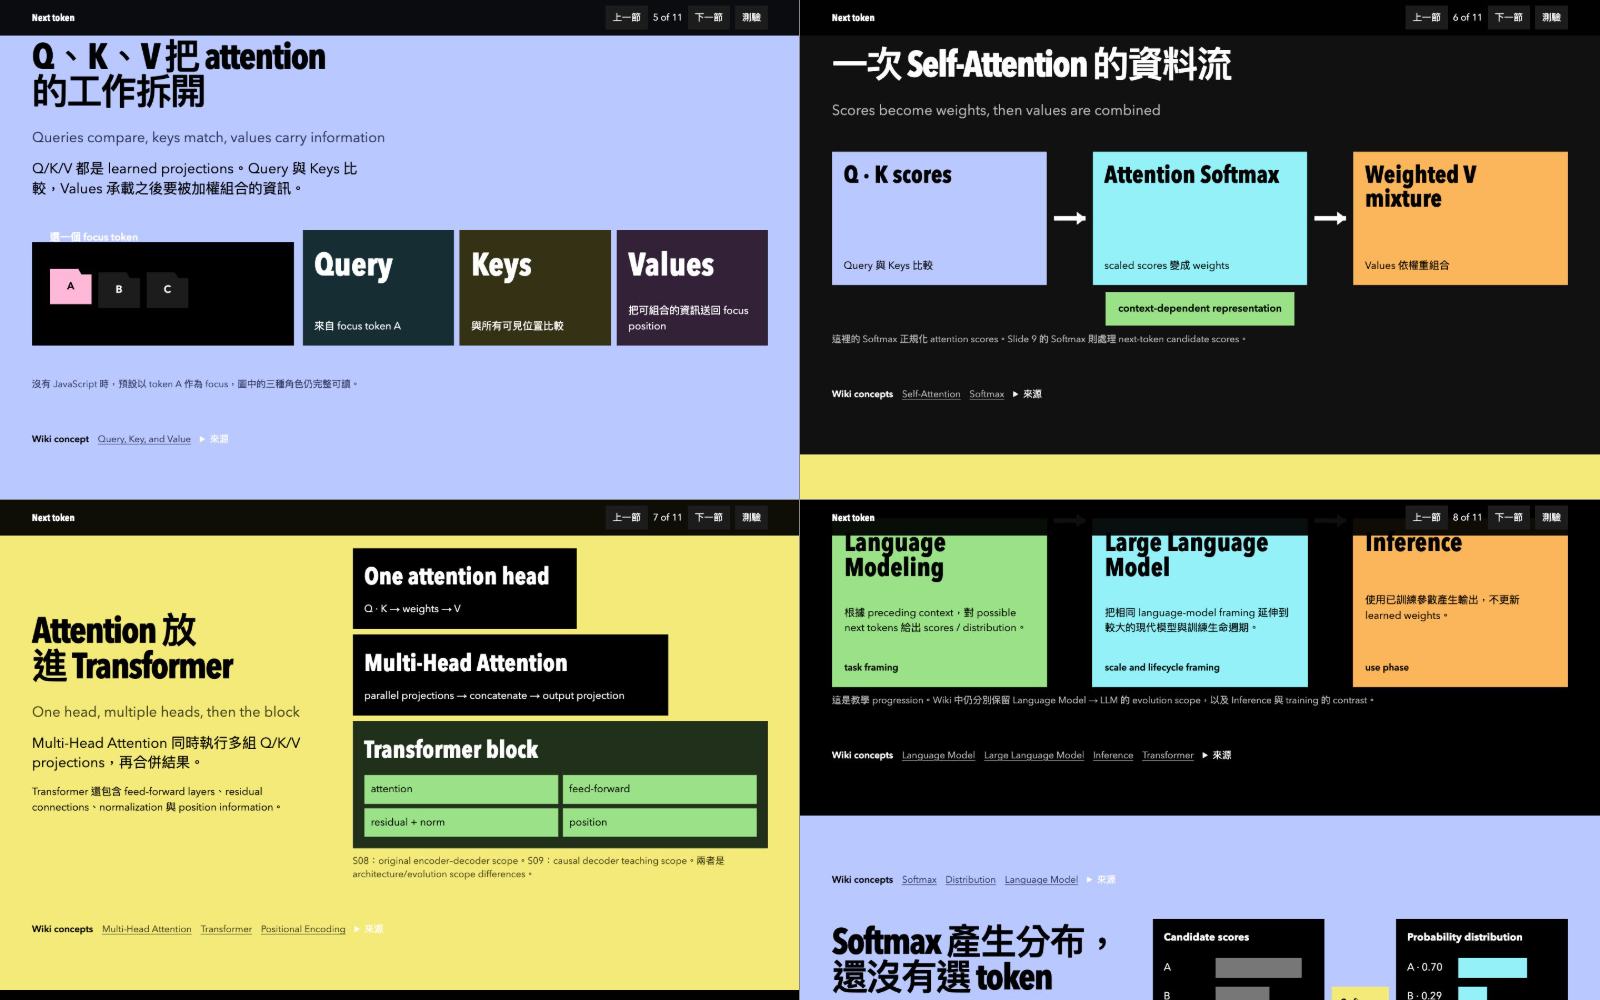 Next token
上一節 5 of 11 下一節 測驗
Q、K、V 把 attention
的工作拆開
Queries compare, keys match, values carry information
Q/K/V 都是 learned projections。Query 與 Keys 比
較，Values 承載之後要被加權組合的資訊。
選一個 focus token
A
B
C
Query
來自 focus token A
Keys
與所有可見位置比較
Values
把可組合的資訊送回 focus
position
沒有 JavaScript 時，預設以 token A 作為 focus，圖中的三種角色仍完整可讀。
Wiki concept Query, Key, and Value ▶ 來源
Next token
上一節 6 of 11 下一節 測驗
一次 Self-Attention 的資料流
Scores become weights, then values are combined
Q · K scores
Query 與 Keys 比較
Attention Softmax
scaled scores 變成 weights
Weighted V
mixture
Values 依權重組合
context-dependent representation
這裡的 Softmax 正規化 attention scores。Slide 9 的 Softmax 則處理 next-token candidate scores。
Wiki concepts Self-Attention Softmax ▶ 來源
Next token
上一節 7 of 11 下一節 測驗
Attention 放
進 Transformer
One head, multiple heads, then the block
Multi-Head Attention 同時執行多組 Q/K/V
projections，再合併結果。
Transformer 還包含 feed-forward layers、residual
connections、normalization 與 position information。
One attention head
Q · K → weights → V
Multi-Head Attention
parallel projections → concatenate → output projection
Transformer block
attention
feed-forward
residual + norm
position
S08：original encoder–decoder scope。S09：causal decoder teaching scope。兩者是
architecture/evolution scope differences。
Wiki concepts Multi-Head Attention Transformer Positional Encoding ▶ 來源
Next token
上一節 8 of 11 下一節 測驗
Language
Modeling
根據 preceding context，對 possible
next tokens 給出 scores / distribution。
task framing
Large Language
Model
把相同 language-model framing 延伸到
較大的現代模型與訓練生命週期。
scale and lifecycle framing
Inference
使用已訓練參數產生輸出，不更新
learned weights。
use phase
這是教學 progression。Wiki 中仍分別保留 Language Model → LLM 的 evolution scope，以及 Inference 與 training 的 contrast。
Wiki concepts Language Model Large Language Model Inference Transformer ▶ 來源
Wiki concepts Softmax Distribution Language Model ▶ 來源
Softmax 產生分布，
還沒有選 token
Candidate scores
A
B
Probability distribution
A · 0.70
B · 0.29